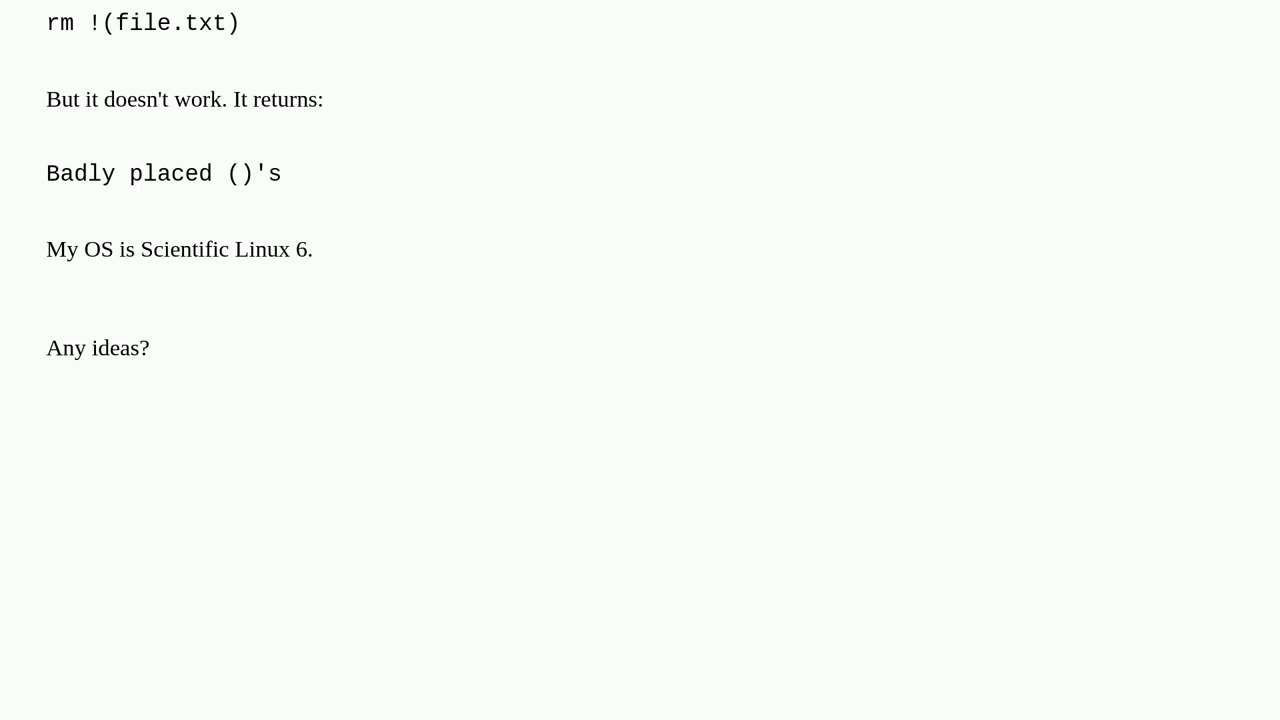 rm !(file.txt)
But it doesn't work. It returns:
Badly placed ()'s
My OS is Scientific Linux 6.
Any ideas?